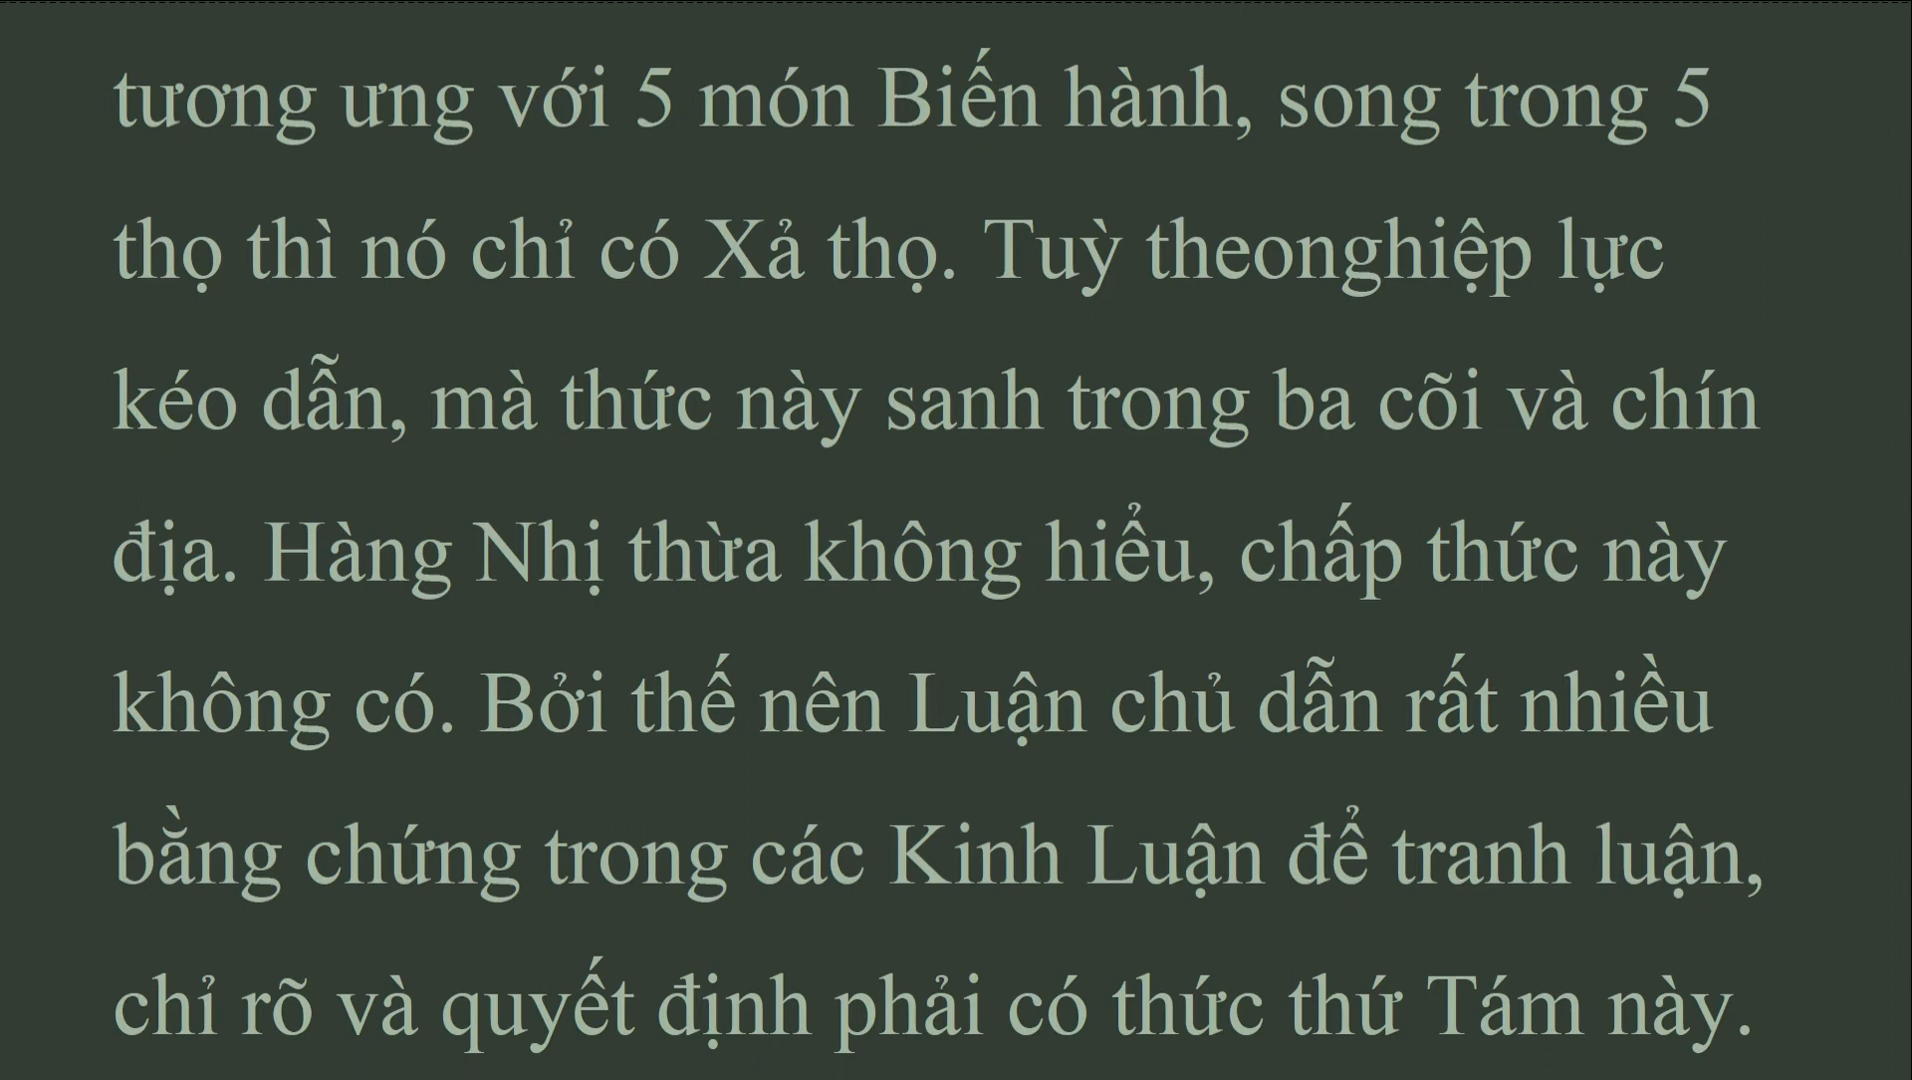 tương ưng với 5 món Biến hành, song trong 5
thọ thì nó chỉ có Xả thọ. Tuỳ theonghiệp lực
kéo dẫn, mà thức này sanh trong ba cõi và chín
địa. Hàng Nhị thừa không hiểu, chấp thức này
không có. Bởi thế nên Luận chủ dẫn rất nhiều
bằng chứng trong các Kinh Luận để tranh luận,
chỉ rõ và quyết định phải có thức thứ Tám này.